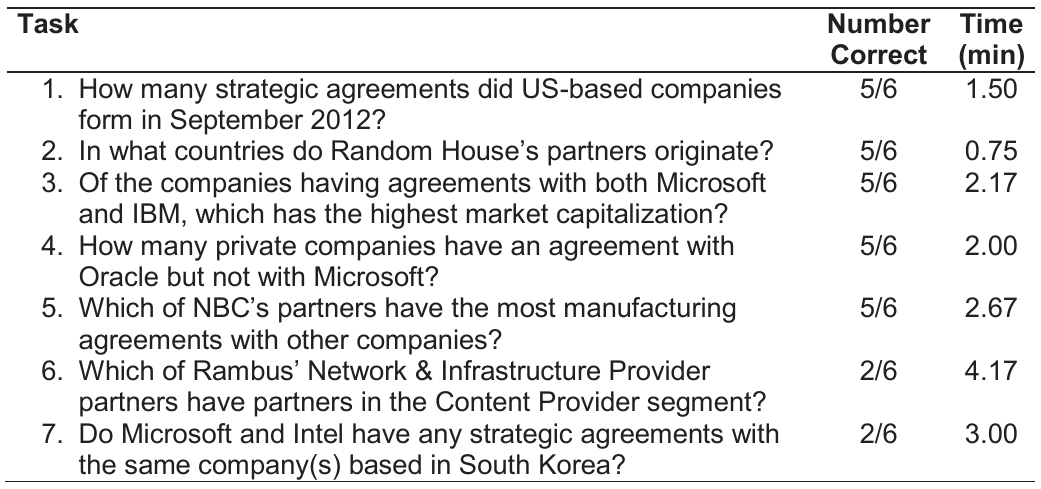 Task Number Time
Correct (min)
1. How many strategic agreements did US-based companies 5/6 1.50
form in September 2012?
2. In what countries do Random House’s partners originate? 5/6 0.75
3. Of the companies having agreements with both Microsoft 5/6 2.17
and IBM, which has the highest market capitalization?
4. How many private companies have an agreement with 5/6 2.00
Oracle but not with Microsoft?
5. Which of NBC’s partners have the most manufacturing 5/6 2.67
agreements with other companies?
6. Which of Rambus’ Network & Infrastructure Provider 2/6 4.17
partners have partners in the Content Provider segment?
7. Do Microsoft and Intel have any strategic agreements with 2/6 3.00
the same company(s) based in South Korea?